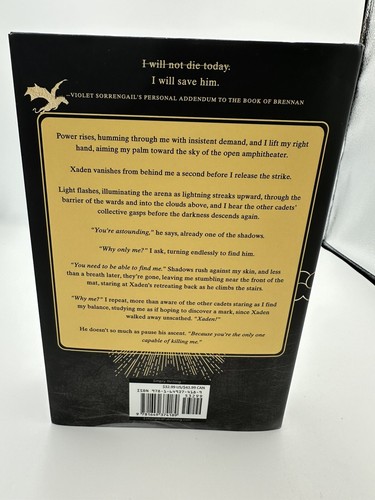 I will not die today.
I will save him.
—VIOLET SORRENGAIL'S PERSONAL ADDENDUM TO THE BOOK OF BRENNAN
Power rises, humming through me with insistent demand, and I lift my right
hand, aiming my palm toward the sky of the open amphitheater.
Xaden vanishes from behind me a second before I release the strike.
Light flashes, illuminating the arena as lightning streaks upward, through the
barrier of the wards and into the clouds above, and I hear the other cadets'
collective gasps before the darkness descends again.
"You're astounding," he says, already one of the shadows.
"Why only me?" I ask, turning endlessly to find him.
"You need to be able to find me." Shadows rush against my skin, and less
than a breath later, they're gone, leaving me stumbling near the front of the
mat, staring at Xaden's retreating back as he climbs the stairs.
"Why me?" I repeat, more than aware of the other cadets staring as I find
my balance, studying me as if hoping to discover a mark, since Xaden
walked away unscathed. "Xaden!"
He doesn't so much as pause his ascent. "Because you're the only one
capable of killing me."
ISBN 978-1-64937-418-9